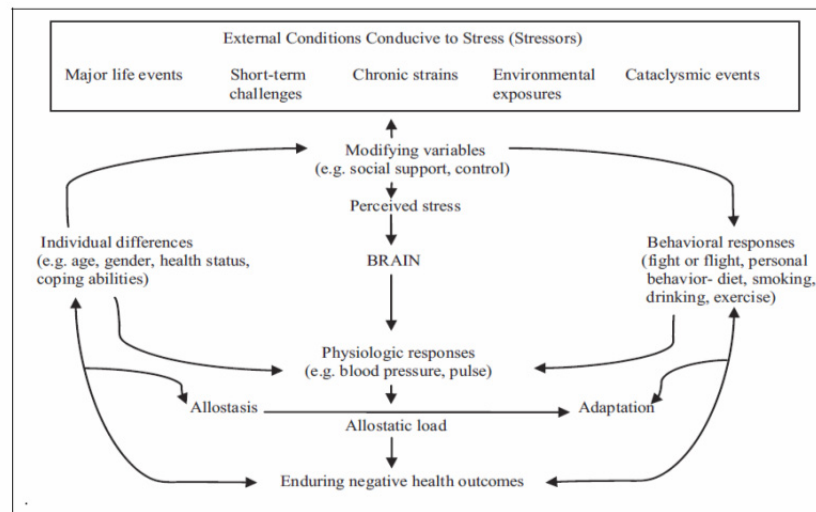 External Conditions Conducive to Stress (Stressors)
Major life events
Short-term
challenges
Chronic strains
Environmental
exposures
Cataclysmic events
Modifying variables
(e.g. social support, control)
Perceived stress
Individual differences
(e.g. age, gender, health status,
coping abilities)
BRAIN
Behavioral responses
(fight or flight, personal
behavior- diet, smoking,
drinking, exercise)
Physiologic responses
(e.g. blood pressure, pulse)
Allostasis
Adaptation
Allostatic load
Enduring negative health outcomes
.